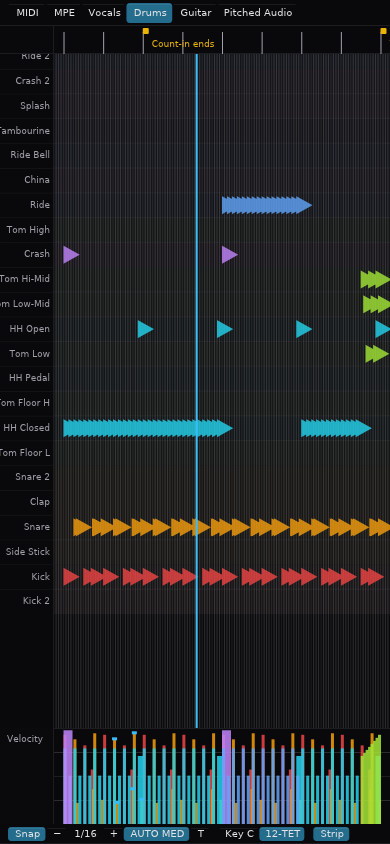 MIDI MPE Vocals Drums Guitar Pitched Audio
Count-in ends
Ride 2
Crash 2
Splash
Tambourine
Ride Bell
China
Ride
Tom High
Crash
Tom Hi-Mid
om Low-Mid
HH Open
Tom Low
HH Pedal
Tom Floor H
HH Closed
Tom Floor L
Snare 2
Clap
Snare
Side Stick
Kick
Kick 2
Velocity
Snap − 1/16 + AUTO MED T Key C 12-TET Strip